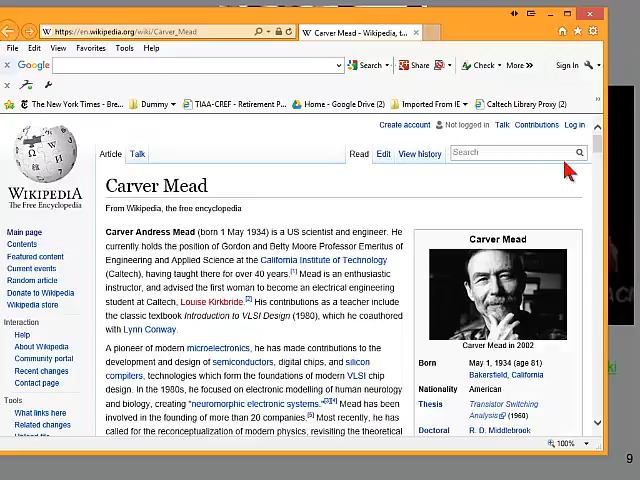 https://en.wikipedia.org/wiki/Carver_Mead
Carver Mead - Wikipedia, t...
File Edit View Favorites Tools Help
Google Search Share Check More » Sign In
The New York Times - Bre... Dummy TIAA-CREF - Retirement P... Home - Google Drive (2) Imported From IE Caltech Library Proxy (2)
Create account Not logged in Talk Contributions Log in
Article Talk Read Edit View history Search
WIKIPEDIA
The Free Encyclopedia
Main page
Contents
Featured content
Current events
Random article
Donate to Wikipedia
Wikipedia store
Interaction
Help
About Wikipedia
Community portal
Recent changes
Contact page
Tools
What links here
Related changes
Carver Mead
From Wikipedia, the free encyclopedia
Carver Andress Mead (born 1 May 1934) is a US scientist and engineer. He
currently holds the position of Gordon and Betty Moore Professor Emeritus of
Engineering and Applied Science at the California Institute of Technology
(Caltech), having taught there for over 40 years.[1] Mead is an enthusiastic
instructor, and advised the first woman to become an electrical engineering
student at Caltech, Louise Kirkbride.[2] His contributions as a teacher include
the classic textbook Introduction to VLSI Design (1980), which he coauthored
with Lynn Conway.
A pioneer of modern microelectronics, he has made contributions to the
development and design of semiconductors, digital chips, and silicon
compilers, technologies which form the foundations of modern VLSI chip
design. In the 1980s, he focused on electronic modelling of human neurology
and biology, creating "neuromorphic electronic systems."[3][4] Mead has been
involved in the founding of more than 20 companies.[5] Most recently, he has
called for the reconceptualization of modern physics, revisiting the theoretical
Carver Mead
Carver Mead in 2002
Born May 1, 1934 (age 81)
Bakersfield, California
Nationality American
Thesis Transistor Switching
Analysis (1960)
Doctoral R. D. Middlebrook
100%
9